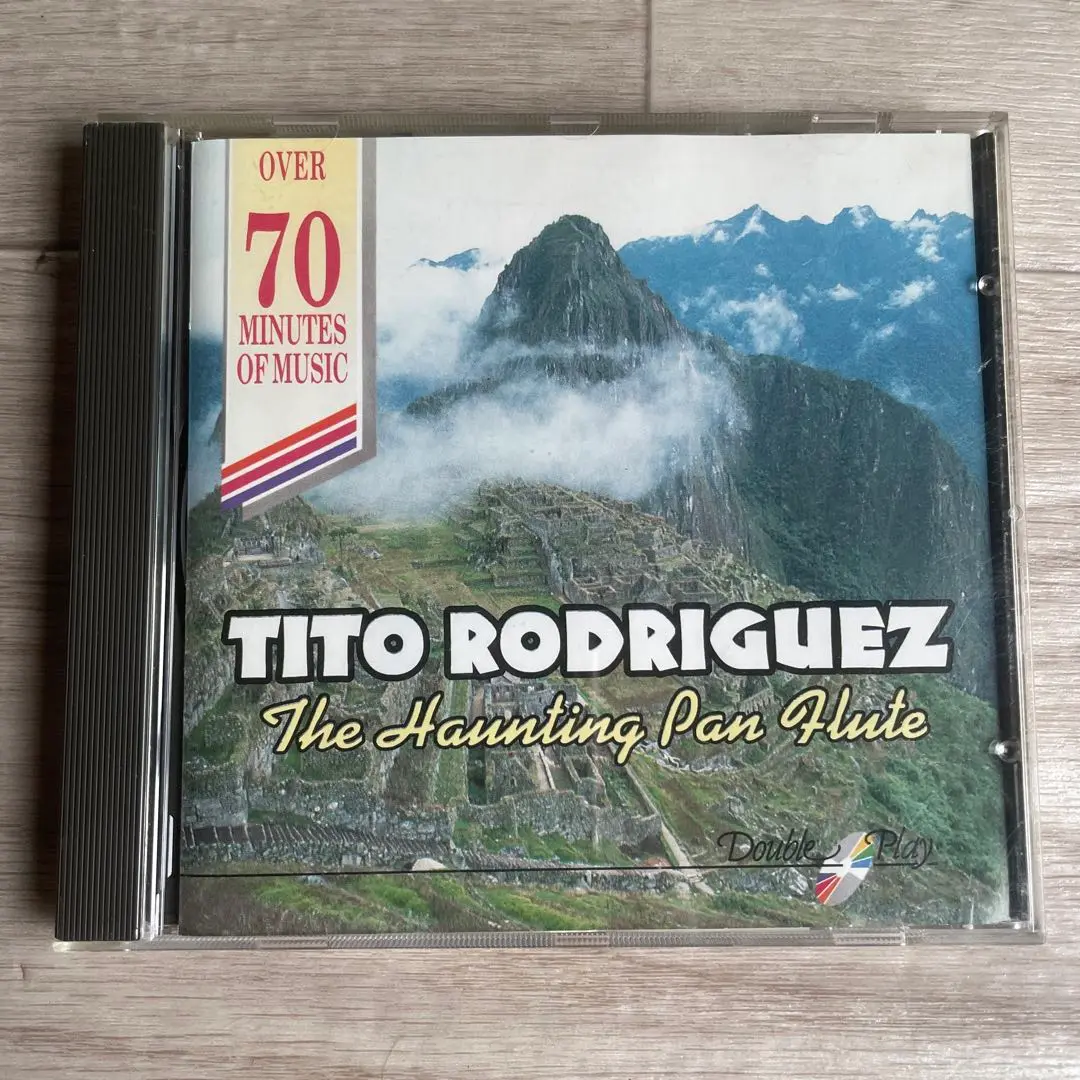 OVER
70
MINUTES
OF MUSIC
TITO RODRIGUEZ
The Haunting Pan Flute
Double Play